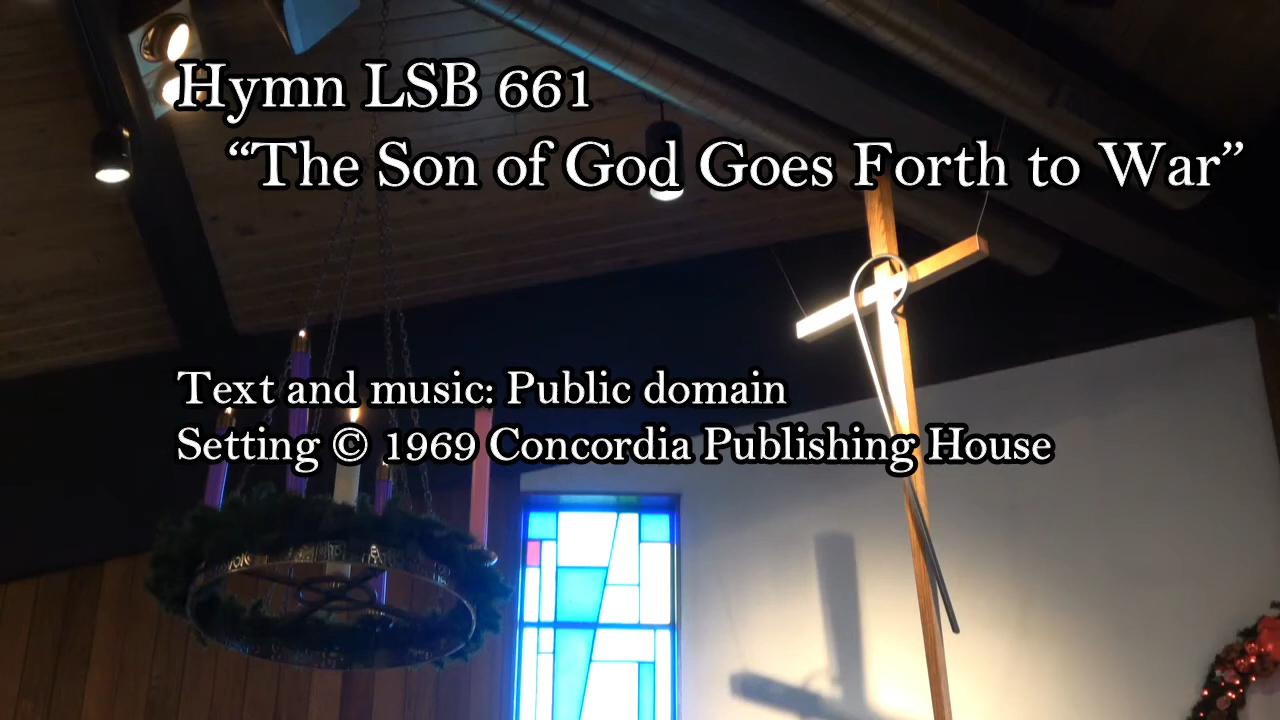 Hymn LSB 661
“The Son of God Goes Forth to War”
Text and music: Public domain
Setting © 1969 Concordia Publishing House